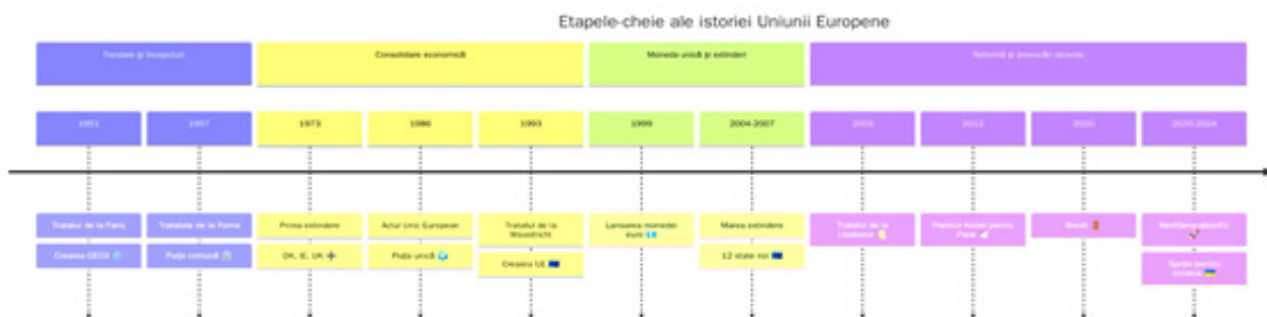 Etapele-cheie ale istoriei Uniunii Europene
Fondare și începuturi
Consolidare economică
Moneda unică și extinderi
Reformă și provocări recente
1951
1957
1973
1986
1993
1999
2004-2007
2009
2012
2020
2020-2024
Tratatul de la Paris
Crearea CECO
Tratatele de la Roma
Piața comună
Prima extindere
DK, IE, UK ➕
Actul Unic European
Piața unică
Tratatul de la
Maastricht
Crearea UE 🇪🇺
Lansarea monedei
euro
Marea extindere
12 state noi 🇪🇺
Tratatul de la
Lisabona
Premiul Nobel pentru
Pace
Brexit
NextGenerationEU
Sprijin pentru
Ucraina 🇺🇦